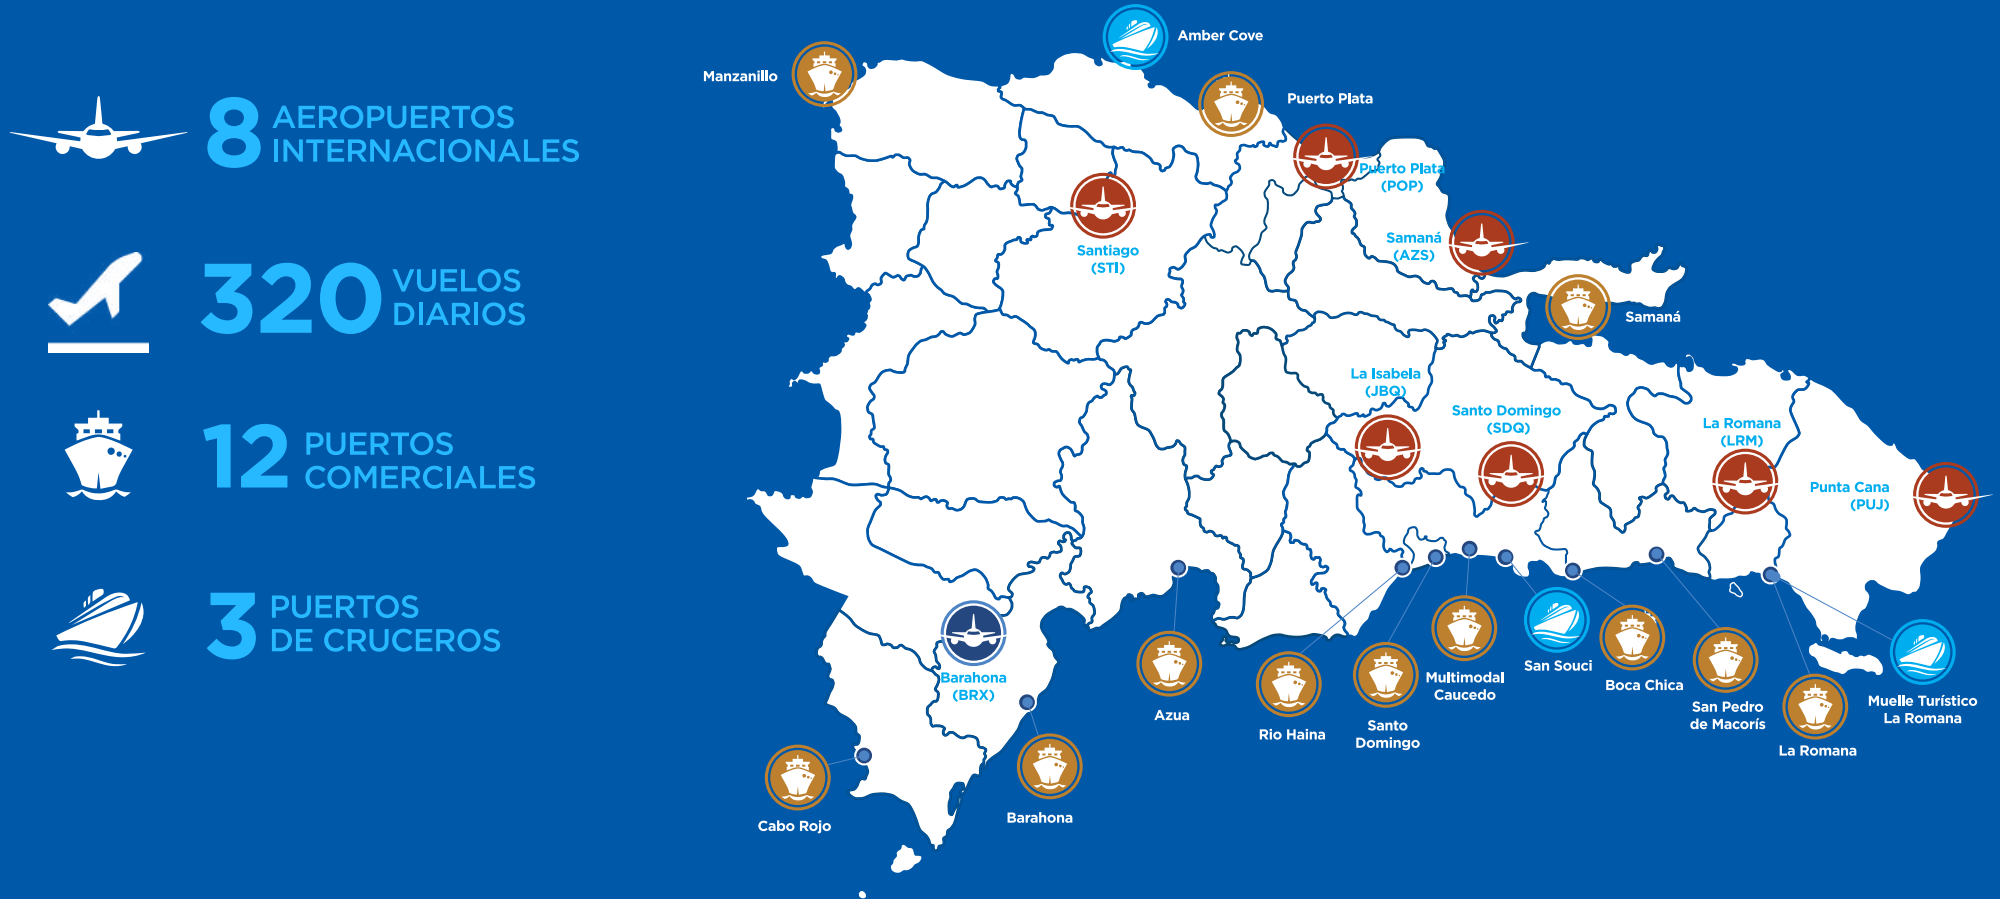 8 AEROPUERTOS
INTERNACIONALES
320 VUELOS
DIARIOS
12 PUERTOS
COMERCIALES
3 PUERTOS
DE CRUCEROS
Amber Cove
Manzanillo
Puerto Plata
Puerto Plata
(POP)
Santiago
(STI)
Samaná
(AZS)
Samaná
La Isabela
(JBQ)
Santo Domingo
(SDQ)
La Romana
(LRM)
Punta Cana
(PUJ)
Barahona
(BRX)
Azua
Rio Haina
Santo
Domingo
Multimodal
Caucedo
San Souci
Boca Chica
San Pedro
de Macorís
La Romana
Muelle Turístico
La Romana
Cabo Rojo
Barahona